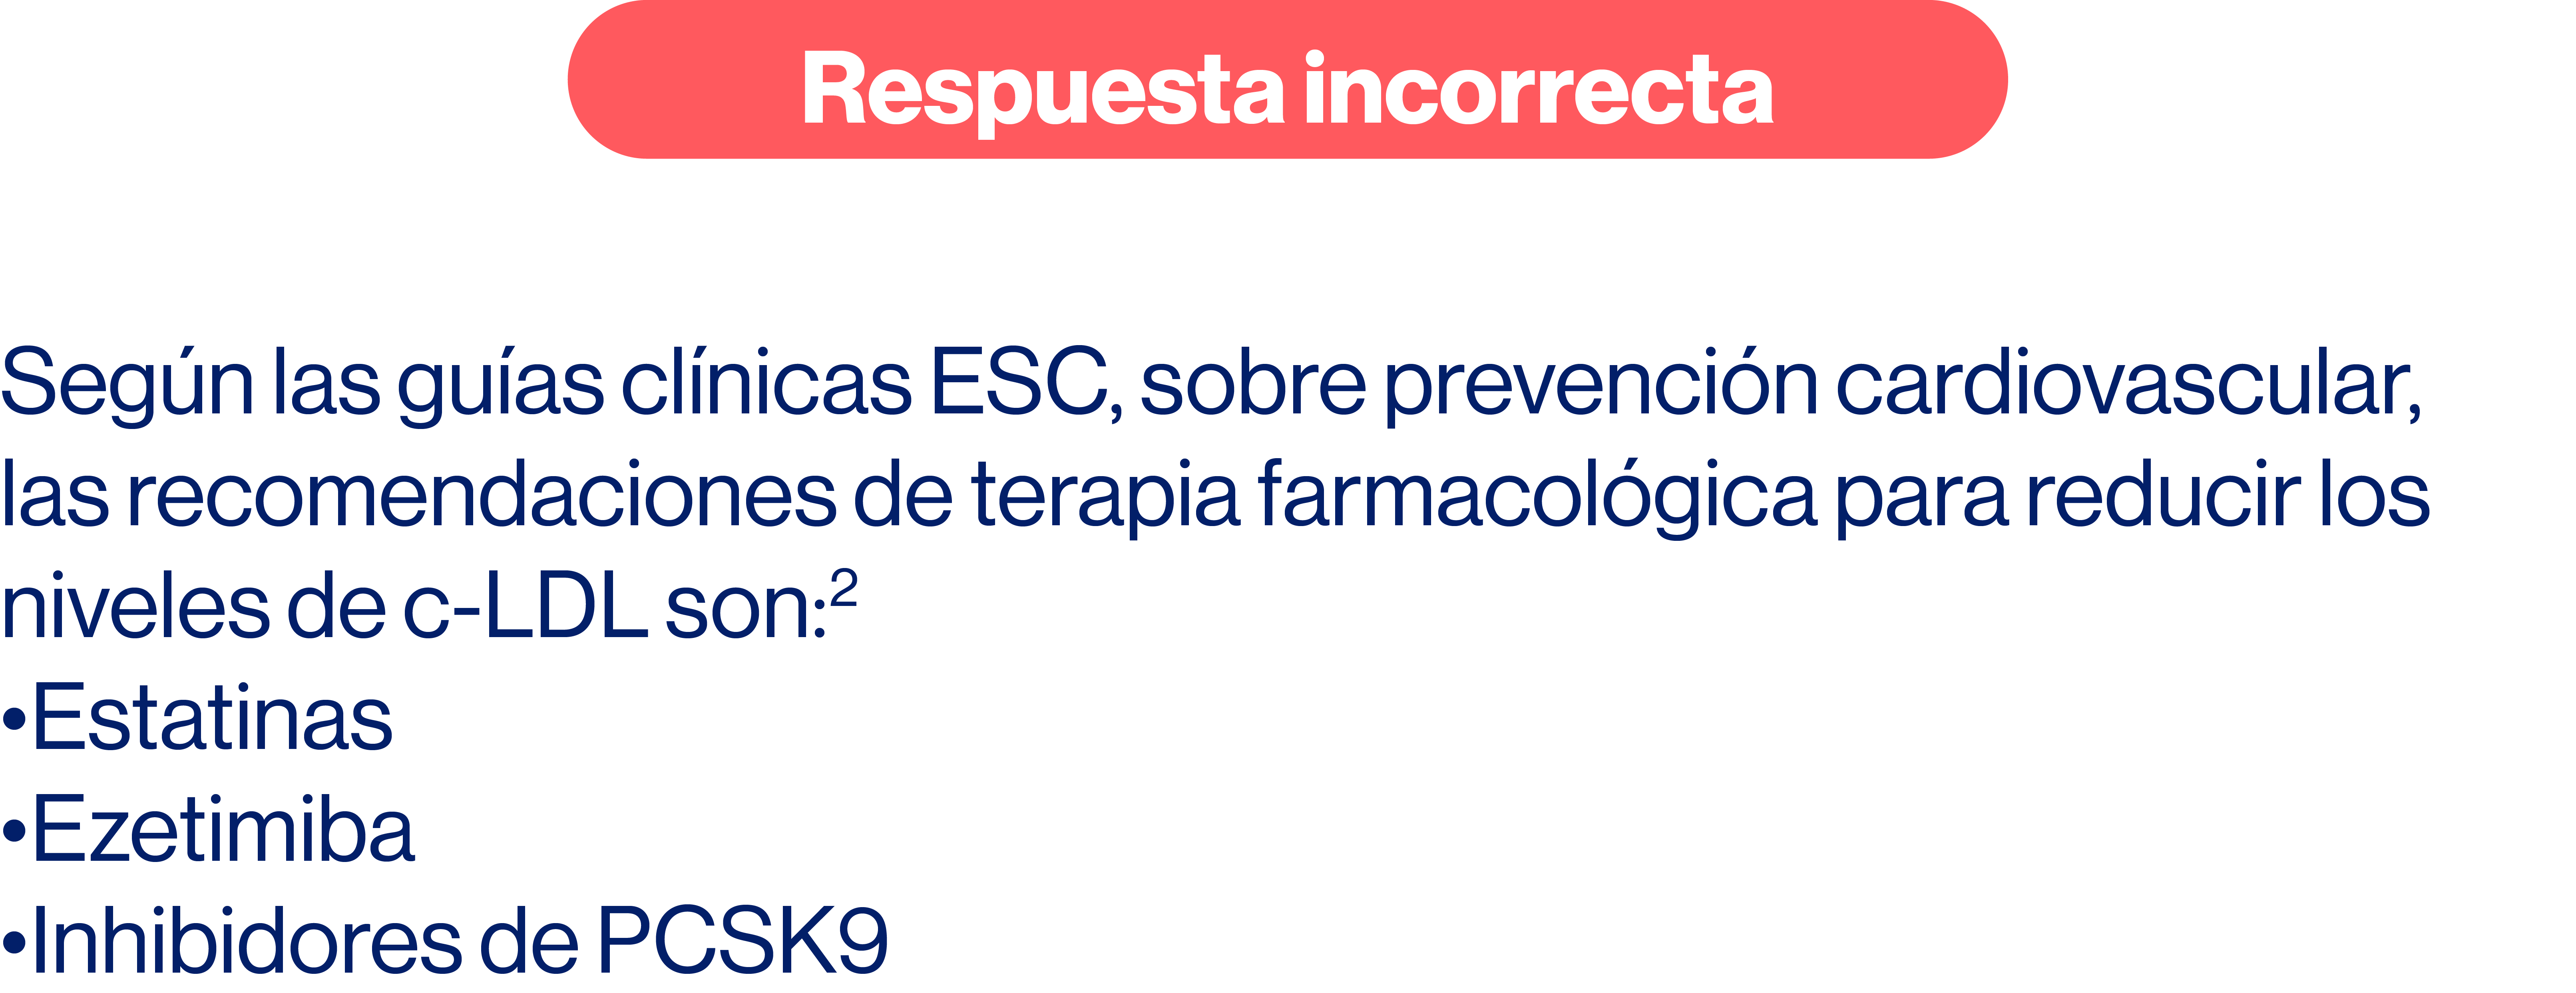 Respuesta incorrecta
Según las guías clínicas ESC, sobre prevención cardiovascular,
las recomendaciones de terapia farmacológica para reducir los
niveles de c-LDL son:²
•Estatinas
•Ezetimiba
•Inhibidores de PCSK9